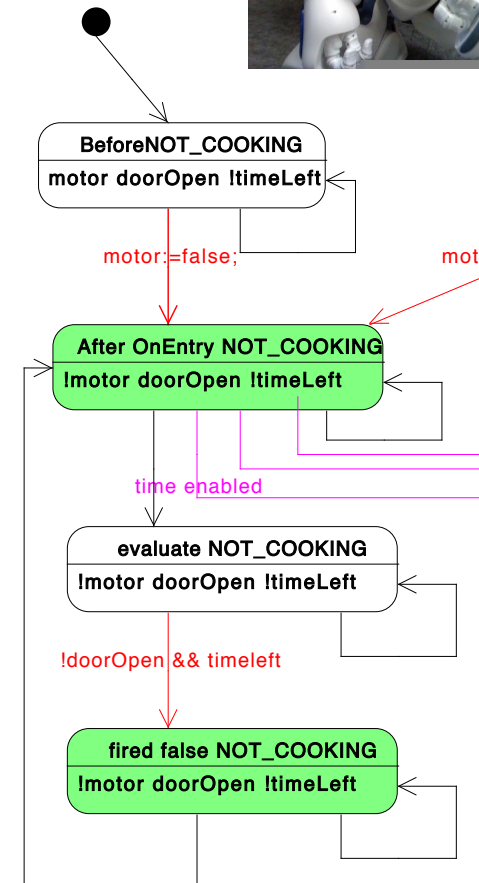 BeforeNOT_COOKING
motor doorOpen !timeLeft
motor:=false;
mot
After OnEntry NOT_COOKING
!motor doorOpen !timeLeft
time enabled
evaluate NOT_COOKING
!motor doorOpen !timeLeft
!doorOpen && timeleft
fired false NOT_COOKING
!motor doorOpen !timeLeft